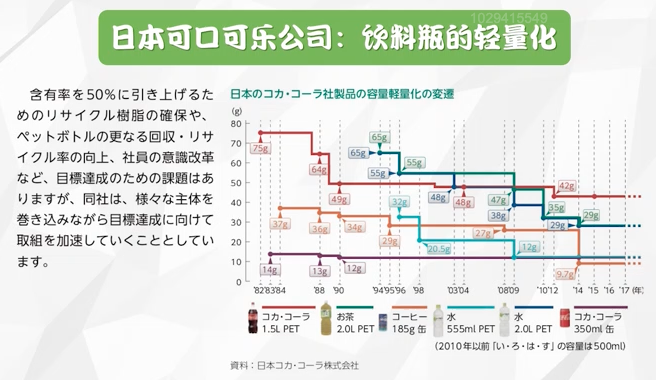 1029415549
日本可口可乐公司：饮料瓶的轻量化
含有率を50%に引き上げるた
めのリサイクル樹脂の確保や、
ペットボトルの更なる回収・リサ
イクル率の向上、社員の意識改革
など、目標達成のための課題はあ
りますが、同社は、様々な主体を
巻き込みながら目標達成に向けて
取組を加速していくこととしてい
ます。
日本のコカ・コーラ社製品の容量軽量化の変遷
(g)
80
70
60
50
40
30
20
10
0
75g
64g
49g
65g
65g
55g
55g
48g
48g
47g
38g
42g
35g
29g
29g
37g
36g
34g
32g
29g
20.5g
27g
12g
9.7g
14g
13g
12g
'82'83'84 '88 '90 '94'95'96 '98 '03'04 '08'09 '10'12 '14 '15 '16 '17 (年)
コカ・コーラ 1.5L PET
お茶 2.0L PET
コーヒー 185g 缶
水 555ml PET
水 2.0L PET
コカ・コーラ 350ml 缶
(2010年以前「い・ろ・は・す」の容量は500ml)
資料：日本コカ・コーラ株式会社